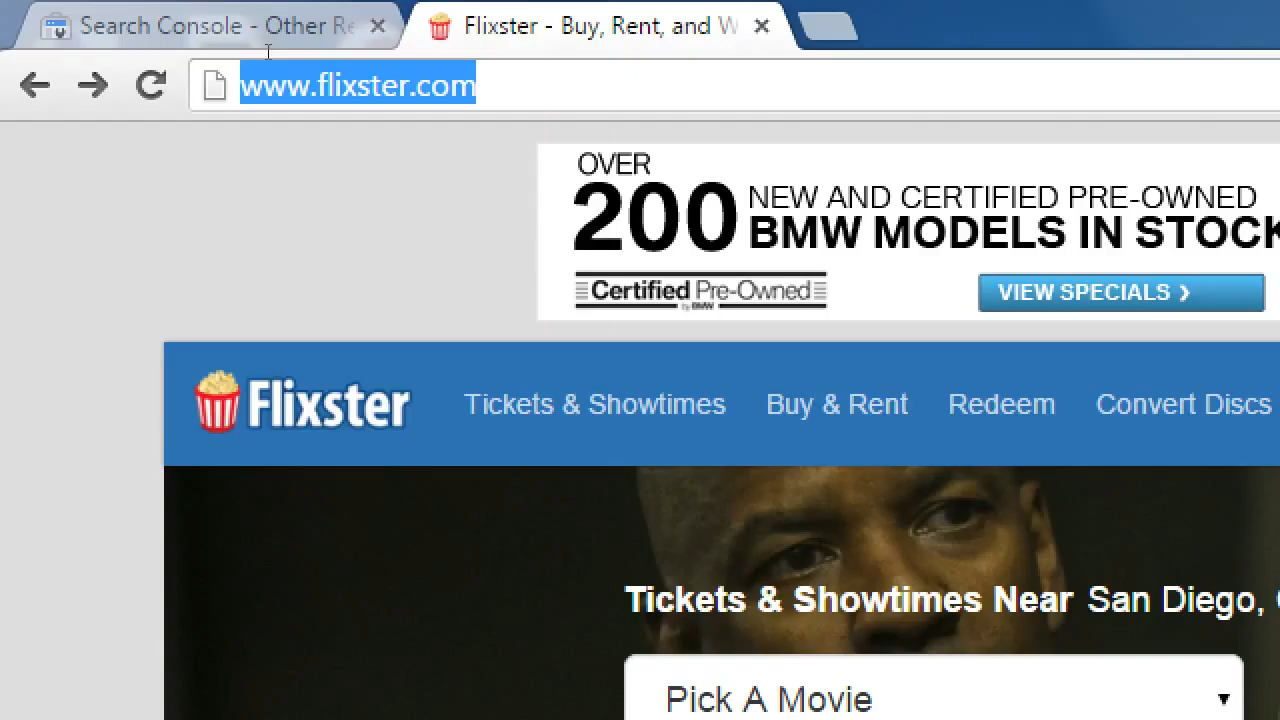 Search Console - Other Re
Flixster - Buy, Rent, and W
www.flixster.com
OVER
200 NEW AND CERTIFIED PRE-OWNED
BMW MODELS IN STOCK
Certified Pre-Owned
by BMW
VIEW SPECIALS ❯
Flixster
Tickets & Showtimes
Buy & Rent
Redeem
Convert Discs
Tickets & Showtimes Near San Diego,
Pick A Movie